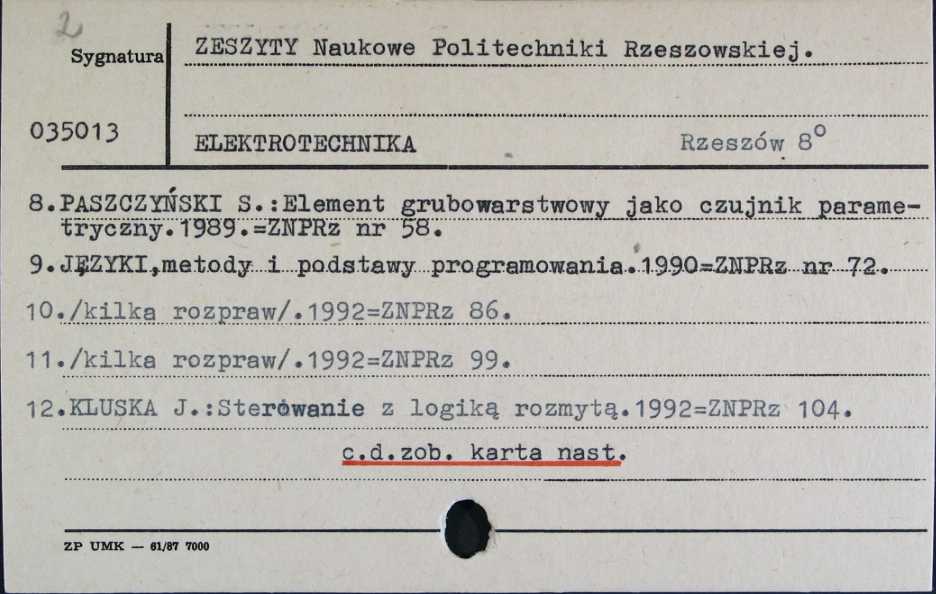 2
Sygnatura
ZESZYTY Naukowe Politechniki Rzeszowskiej.
035013
ELEKTROTECHNIKA Rzeszów 8°
8.PASZCZYŃSKI S.:Element grubowarstwowy jako czujnik parame-
tryczny.1989.=ZNPRz nr 58.
9.JĘZYKI,metody i podstawy programowania.1990=ZNPRz nr 72.
10./kilka rozpraw/.1992=ZNPRz 86.
11./kilka rozpraw/.1992=ZNPRz 99.
12.KLUSKA J.:Sterowanie z logiką rozmytą.1992=ZNPRz 104.
c.d.zob. karta nast.
ZP UMK — 61/87 7000